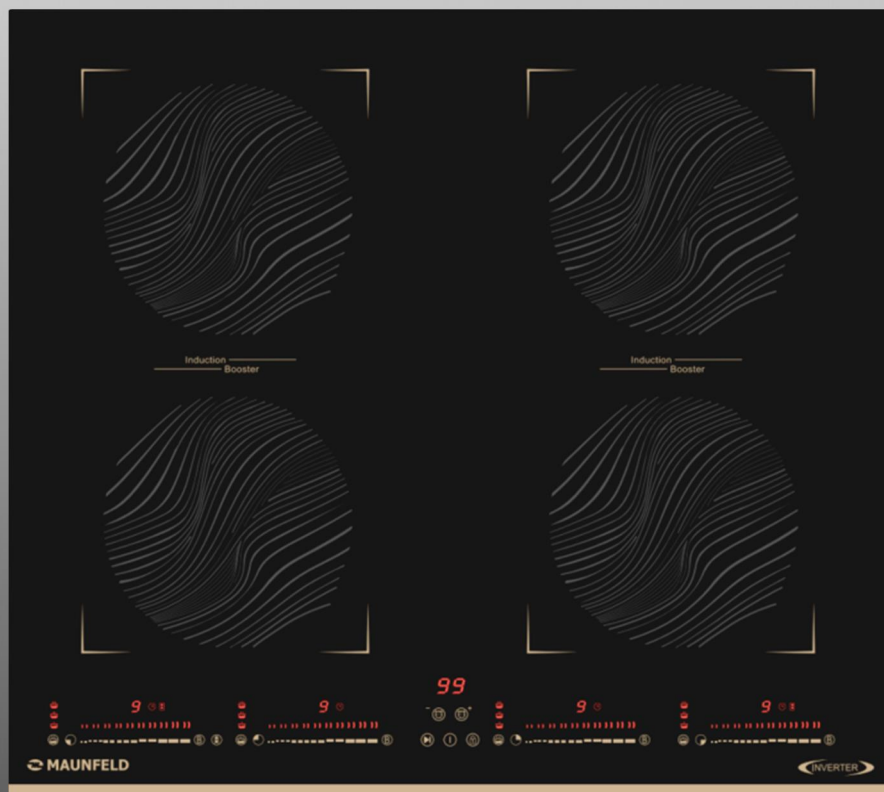 Induction
Booster
Induction
Booster
99
9
9
9
9
B
B
B
B
MAUNFELD
INVERTER